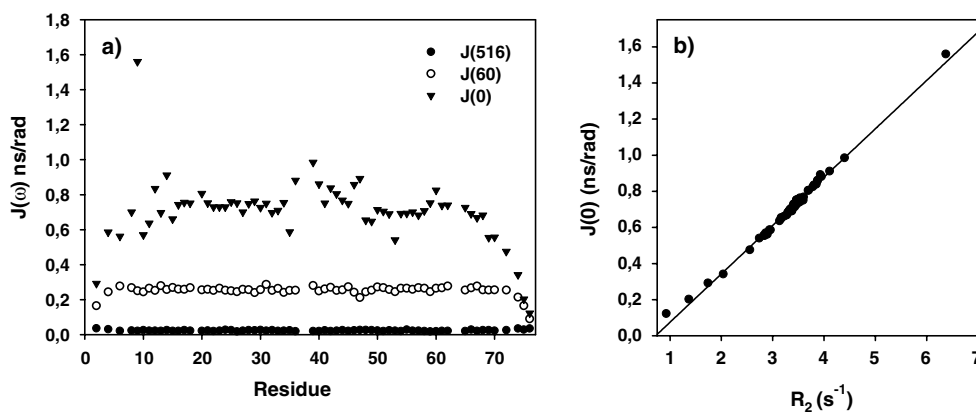 a)
J(516)
J(60)
J(0)
1,8
1,6
1,4
1,2
1,0
0,8
0,6
0,4
0,2
0,0
J(ω) ns/rad
0 10 20 30 40 50 60 70
Residue
b)
1,6
1,4
1,2
1,0
0,8
0,6
0,4
0,2
0,0
J(0) (ns/rad)
1 2 3 4 5 6 7
R2 (s-1)